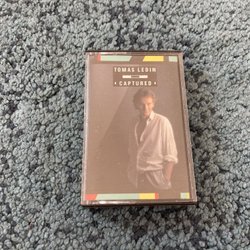 TOMAS LEDIN
CAPTURED